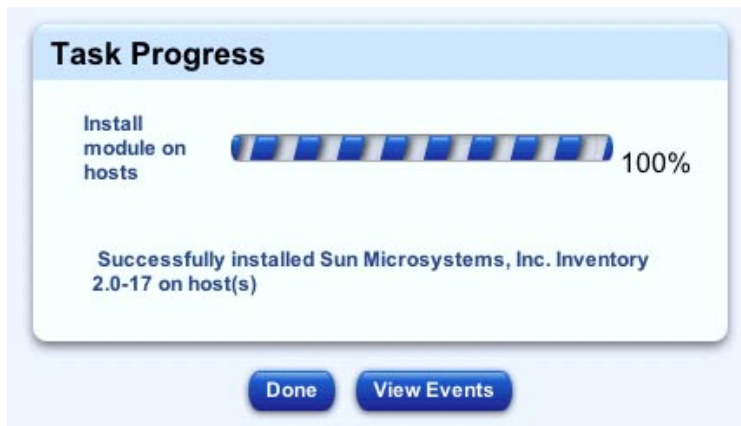 Task Progress
Install
module on
hosts
100%
Successfully installed Sun Microsystems, Inc. Inventory
2.0-17 on host(s)
Done View Events